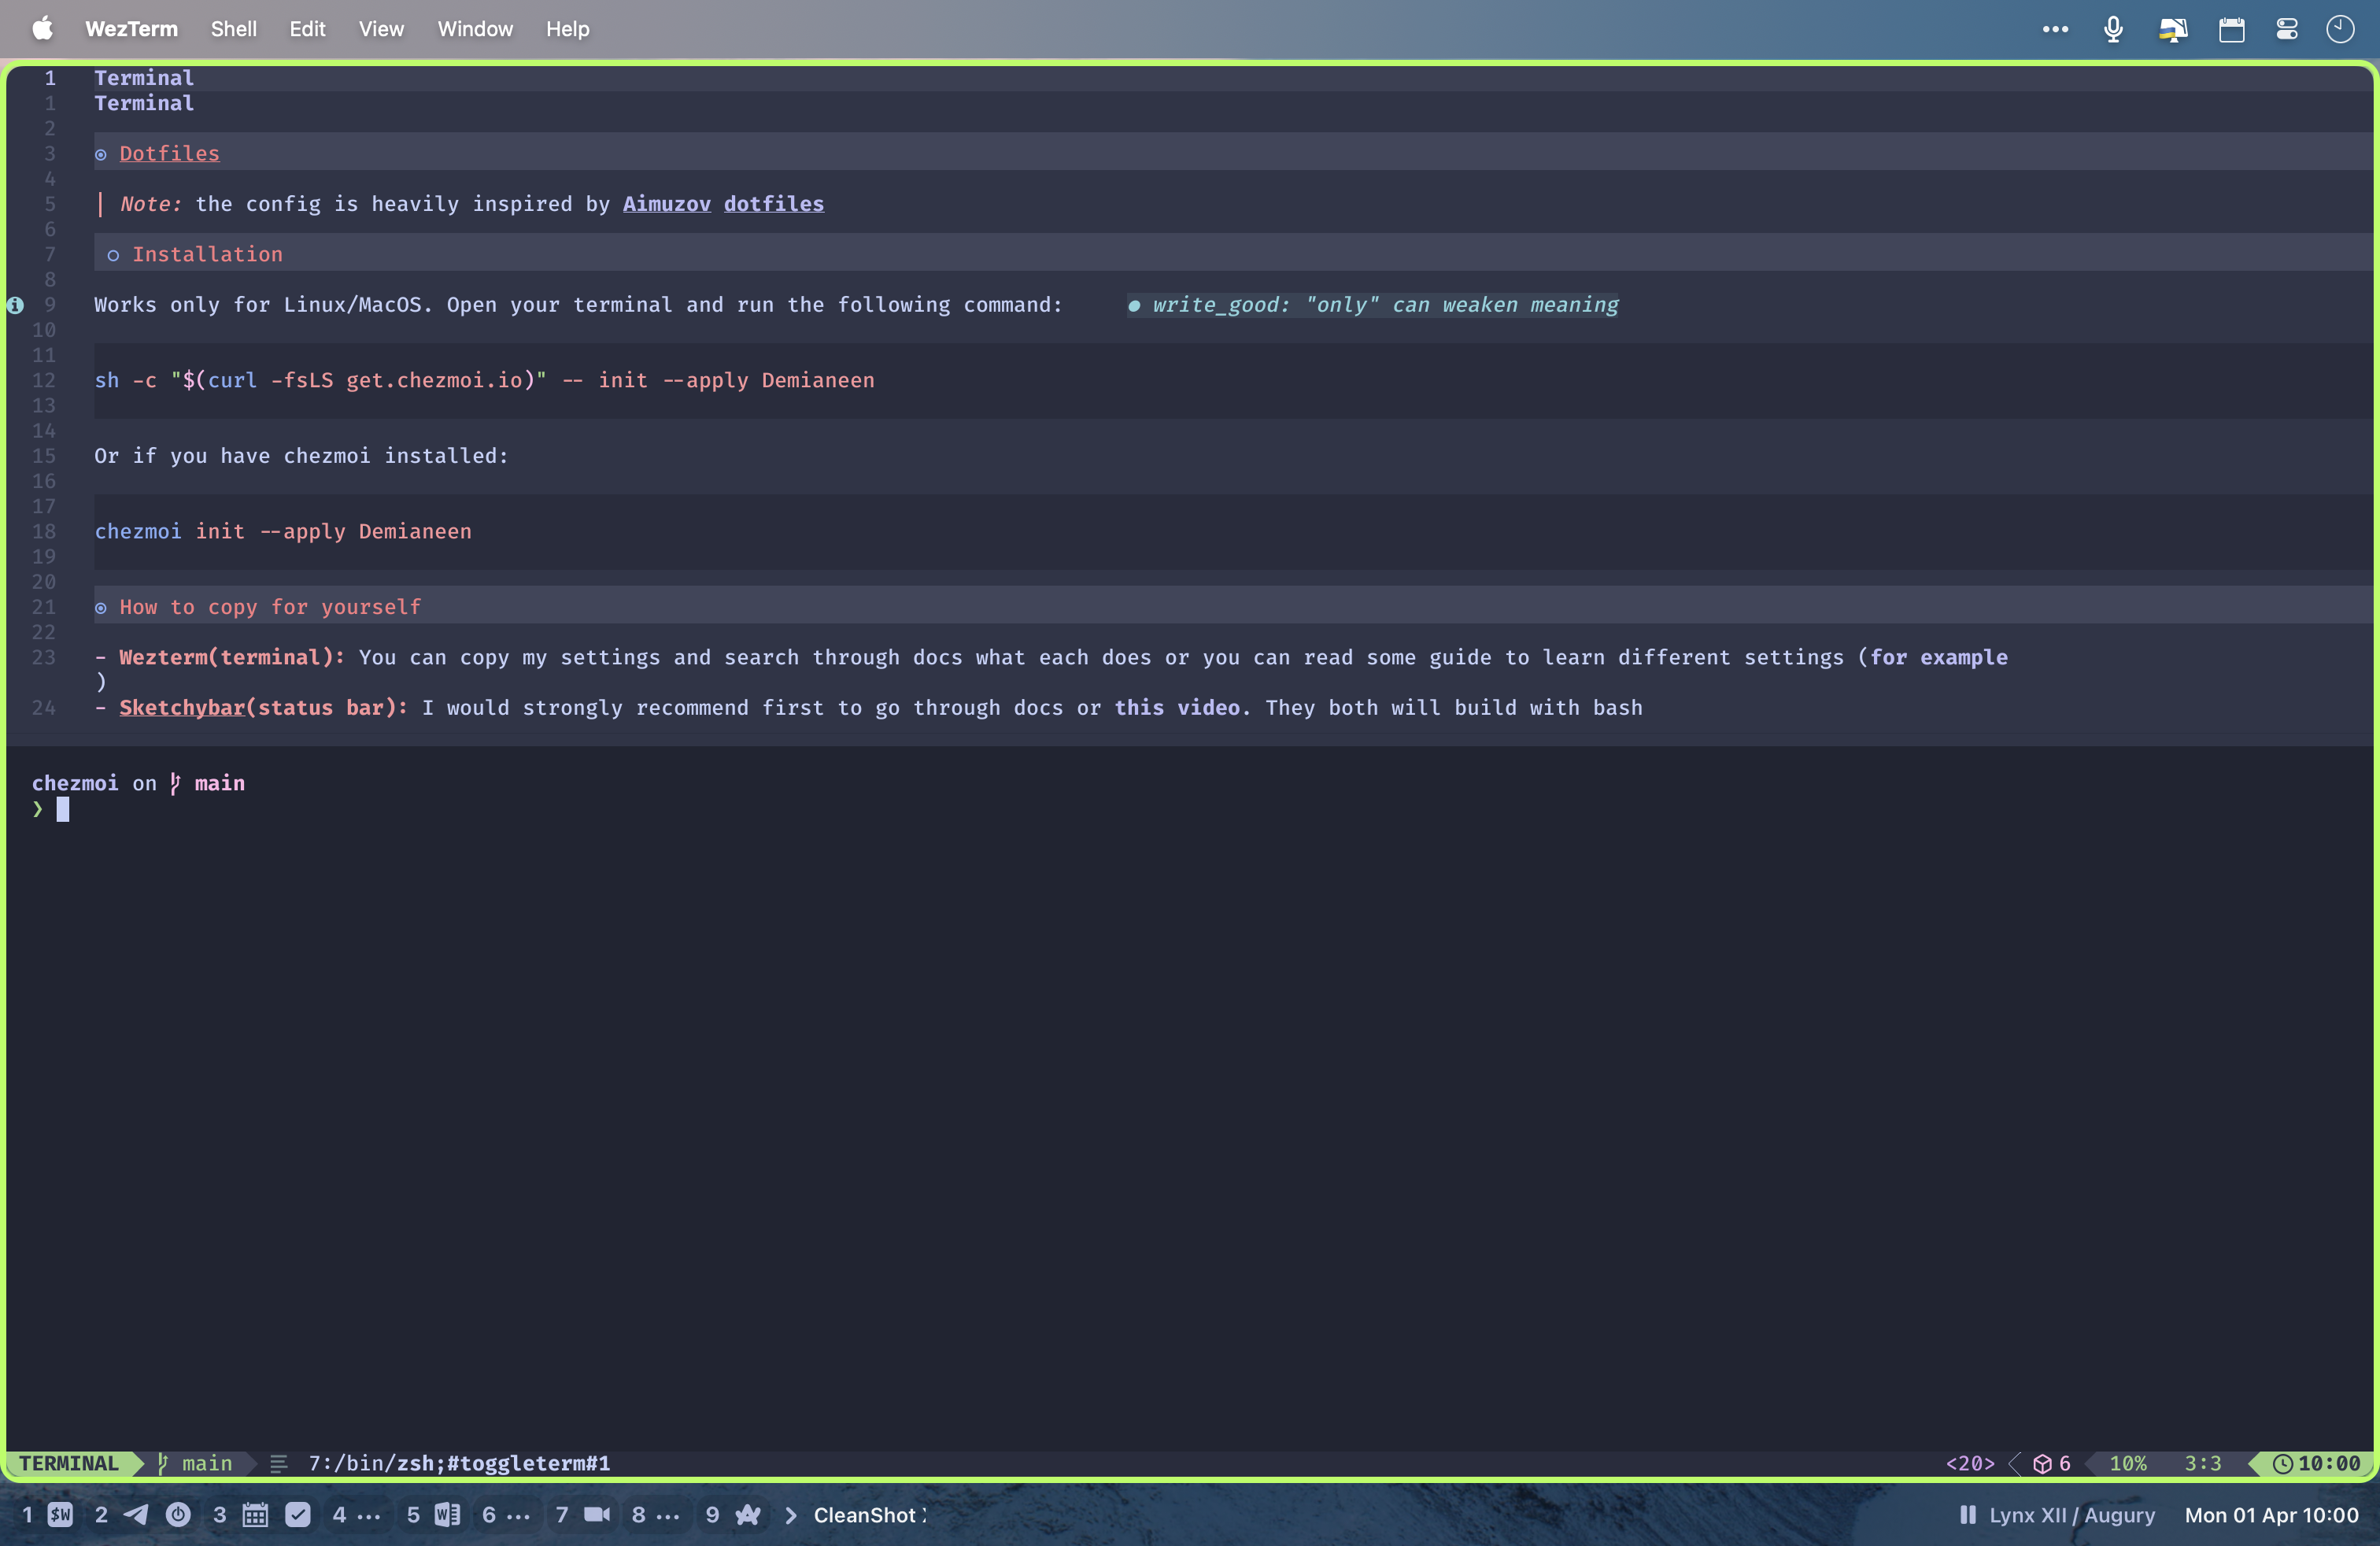 WezTerm Shell Edit View Window Help
1 Terminal
1 Terminal
2
3 Dotfiles
4
5 Note: the config is heavily inspired by Aimuzov dotfiles
6
7 Installation
8
9 Works only for Linux/MacOS. Open your terminal and run the following command: ● write_good: "only" can weaken meaning
10
11
12 sh -c "$(curl -fsLS get.chezmoi.io)" -- init --apply Demianeen
13
14
15 Or if you have chezmoi installed:
16
17
18 chezmoi init --apply Demianeen
19
20
21 How to copy for yourself
22
23 - Wezterm(terminal): You can copy my settings and search through docs what each does or you can read some guide to learn different settings (for example
)
24 - Sketchybar(status bar): I would strongly recommend first to go through docs or this video. They both will build with bash
chezmoi on main
❯
TERMINAL main 7:/bin/zsh;#toggleterm#1 <20> 6 10% 3:3 10:00
1 $W 2 3 4 ... 5 W 6 ... 7 8 ... 9 > CleanShot Lynx XII / Augury Mon 01 Apr 10:00